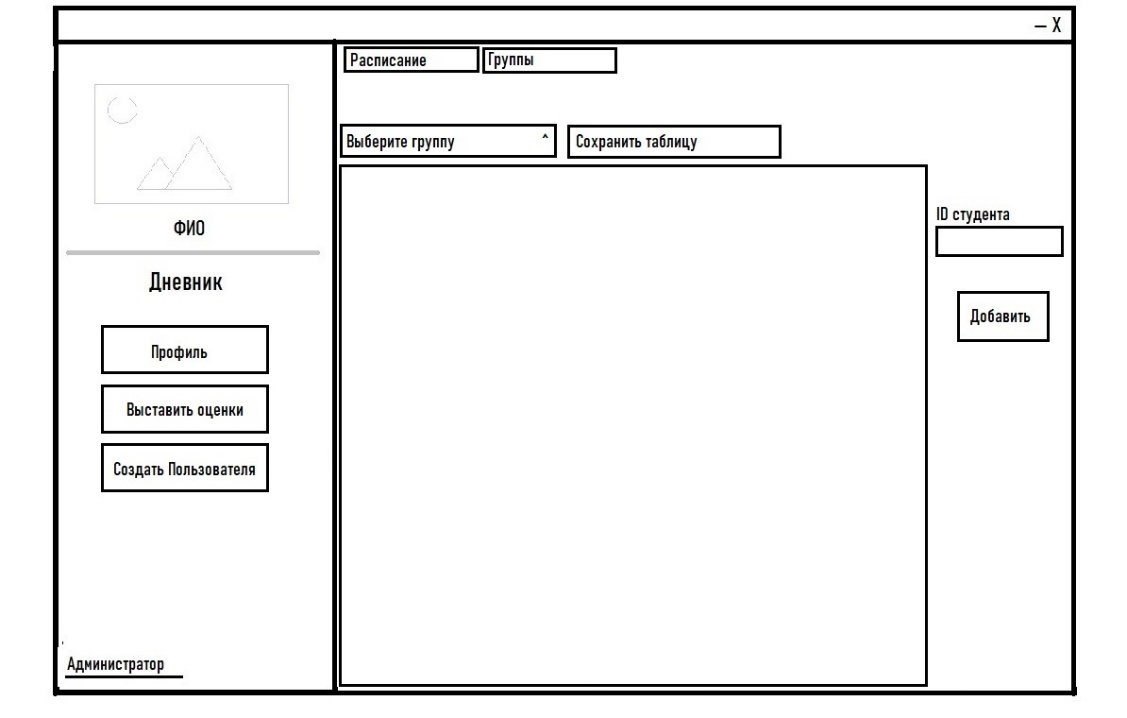 — X
Расписание
Группы
Выберите группу ^
Сохранить таблицу
ФИО
ID студента
Дневник
Добавить
Профиль
Выставить оценки
Создать Пользователя
Администратор